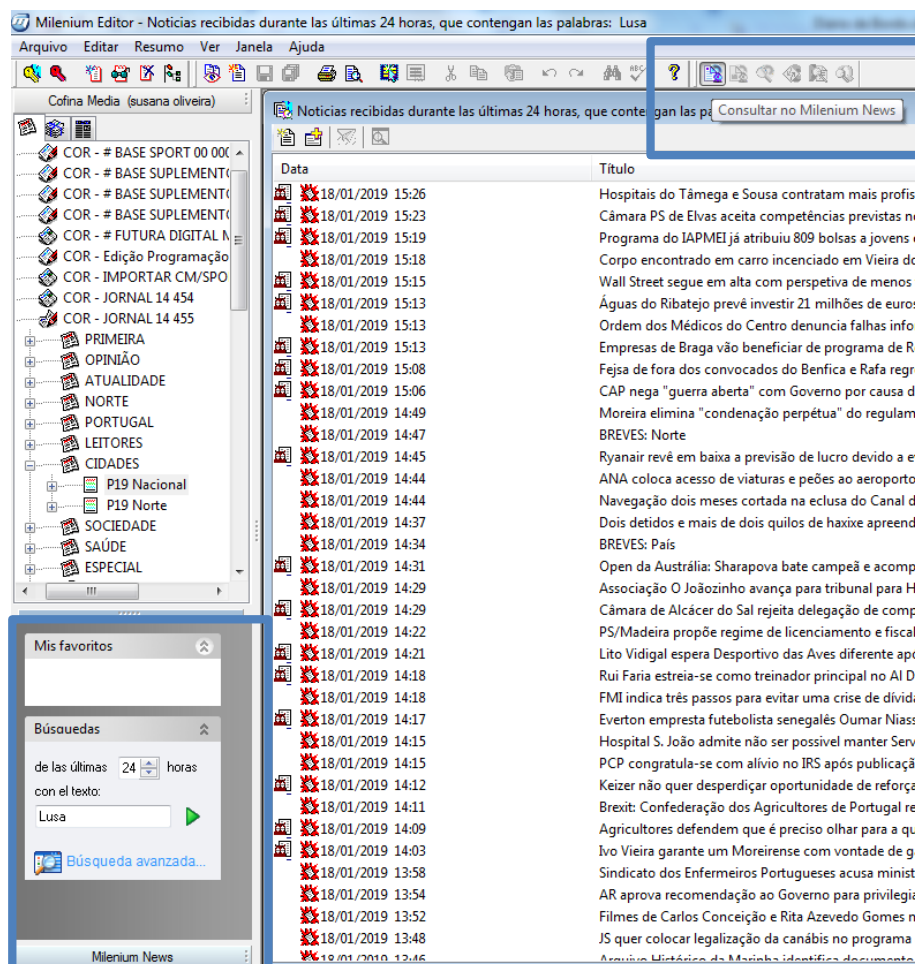 Milenium Editor - Noticias recibidas durante las últimas 24 horas, que contengan las palabras: Lusa
Arquivo Editar Resumo Ver Janela Ajuda
Cofina Media (susana oliveira)
COR - # BASE SPORT 00 00
COR - # BASE SUPLEMENT
COR - # BASE SUPLEMENT
COR - # BASE SUPLEMENT
COR - # FUTURA DIGITAL
COR - Edição Programação
COR - IMPORTAR CM/SPO
COR - JORNAL 14 454
COR - JORNAL 14 455
PRIMEIRA
OPINIÃO
ATUALIDADE
NORTE
PORTUGAL
LEITORES
CIDADES
P19 Nacional
P19 Norte
SOCIEDADE
SAÚDE
ESPECIAL
Mis favoritos
Búsquedas
de las últimas 24 horas
con el texto:
Lusa
Búsqueda avanzada...
Milenium News
Noticias recibidas durante las últimas 24 horas, que contengan las pa
Consultar no Milenium News
Data Título
18/01/2019 15:26 Hospitais do Tâmega e Sousa contratam mais profis
18/01/2019 15:23 Câmara PS de Elvas aceita competências previstas n
18/01/2019 15:19 Programa do IAPMEI já atribuiu 809 bolsas a jovens
18/01/2019 15:18 Corpo encontrado em carro incenciado em Vieira do
18/01/2019 15:15 Wall Street segue em alta com perspetiva de menos
18/01/2019 15:13 Águas do Ribatejo prevê investir 21 milhões de euros
18/01/2019 15:13 Ordem dos Médicos do Centro denuncia falhas info
18/01/2019 15:13 Empresas de Braga vão beneficiar de programa de R
18/01/2019 15:08 Fejsa de fora dos convocados do Benfica e Rafa regr
18/01/2019 15:06 CAP nega "guerra aberta" com Governo por causa d
18/01/2019 14:49 Moreira elimina "condenação perpétua" do regulam
18/01/2019 14:47 BREVES: Norte
18/01/2019 14:45 Ryanair revê em baixa a previsão de lucro devido a e
18/01/2019 14:44 ANA coloca acesso de viaturas e peões ao aeroporto
18/01/2019 14:44 Navegação dois meses cortada na eclusa do Canal d
18/01/2019 14:37 Dois detidos e mais de dois quilos de haxixe apreend
18/01/2019 14:34 BREVES: País
18/01/2019 14:31 Open da Austrália: Sharapova bate campeã e acomp
18/01/2019 14:29 Associação O Joãozinho avança para tribunal para H
18/01/2019 14:29 Câmara de Alcácer do Sal rejeita delegação de comp
18/01/2019 14:22 PS/Madeira propõe regime de licenciamento e fiscal
18/01/2019 14:21 Lito Vidigal espera Desportivo das Aves diferente apó
18/01/2019 14:18 Rui Faria estreia-se como treinador principal no Al D
18/01/2019 14:18 FMI indica três passos para evitar uma crise de dívida
18/01/2019 14:17 Everton empresta futebolista senegalês Oumar Niass
18/01/2019 14:15 Hospital S. João admite não ser possivel manter Serv
18/01/2019 14:15 PCP congratula-se com alívio no IRS após publicaçã
18/01/2019 14:12 Keizer não quer desperdiçar oportunidade de reforça
18/01/2019 14:11 Brexit: Confederação dos Agricultores de Portugal re
18/01/2019 14:09 Agricultores defendem que é preciso olhar para a qu
18/01/2019 14:03 Ivo Vieira garante um Moreirense com vontade de g
18/01/2019 13:58 Sindicato dos Enfermeiros Portugueses acusa minist
18/01/2019 13:54 AR aprova recomendação ao Governo para privilegia
18/01/2019 13:52 Filmes de Carlos Conceição e Rita Azevedo Gomes n
18/01/2019 13:48 JS quer colocar legalização da canábis no programa
18/01/2019 13:46 Arquivo Histórico da Marinha identifica documento